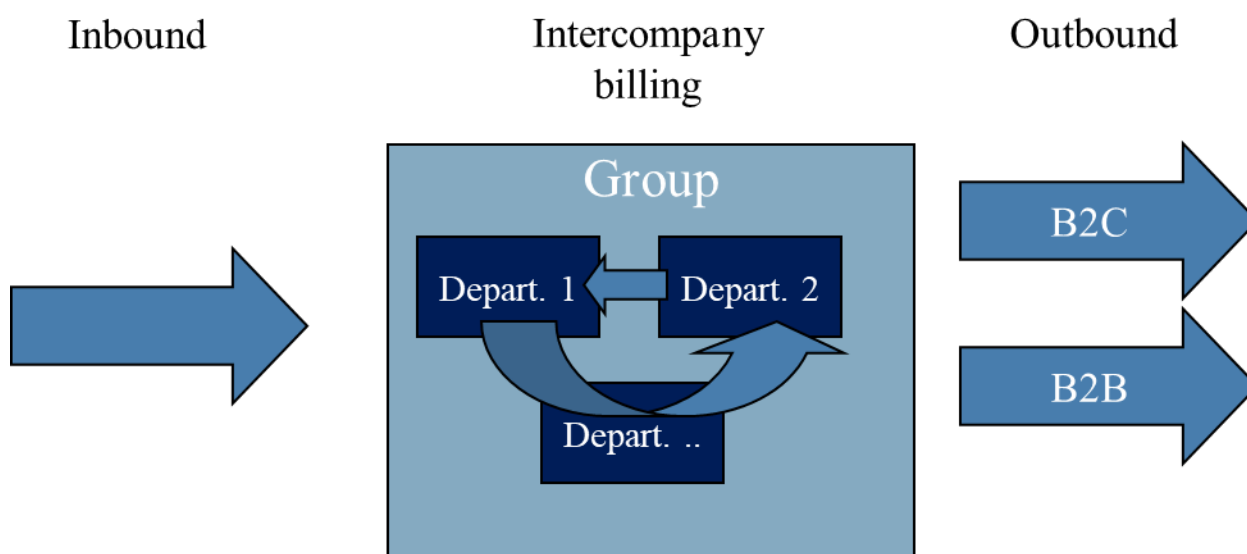 Inbound
Intercompany
billing
Outbound
Group
Depart. 1
Depart. 2
Depart. ..
B2C
B2B